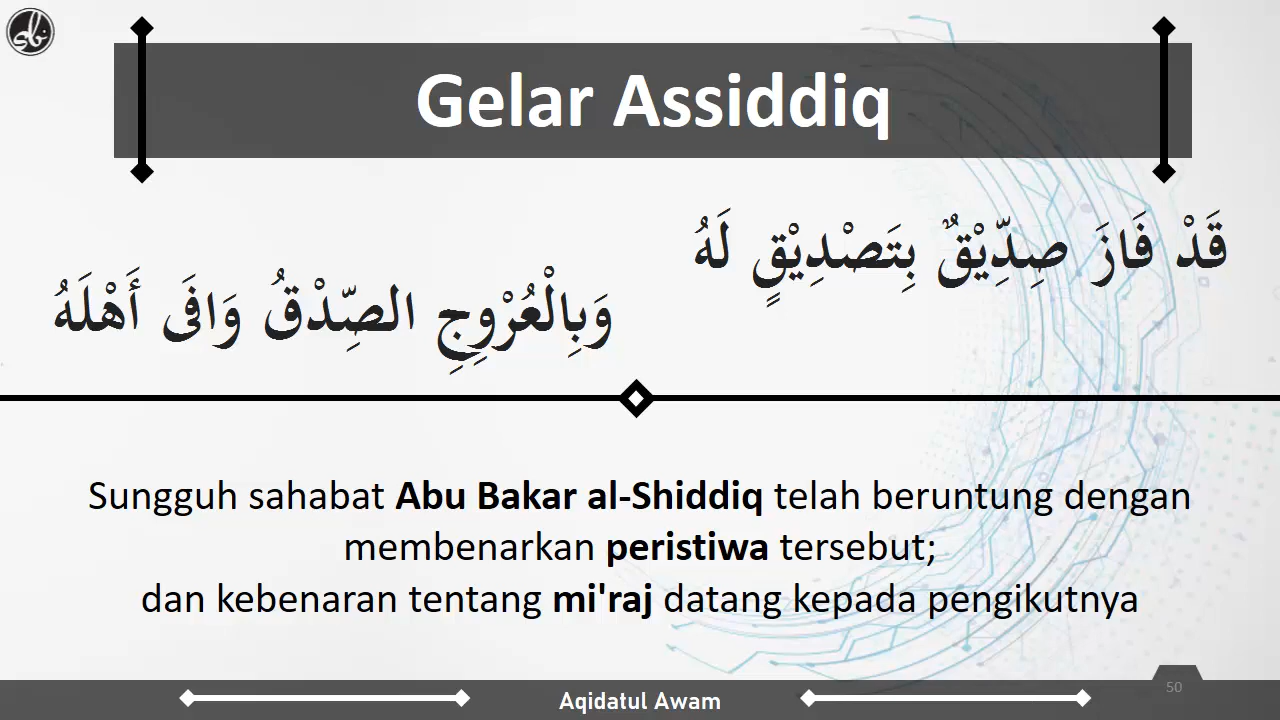 Gelar Assiddiq
قَدْ فَازَ صِدِّيْقٌ بِتَصْدِيْقٍ لَهُ
وَبِالْعُرْوِجِ الصِّدْقُ وَافَى أَهْلَهُ
Sungguh sahabat Abu Bakar al-Shiddiq telah beruntung dengan
membenarkan peristiwa tersebut;
dan kebenaran tentang mi'raj datang kepada pengikutnya
Aqidatul Awam
50